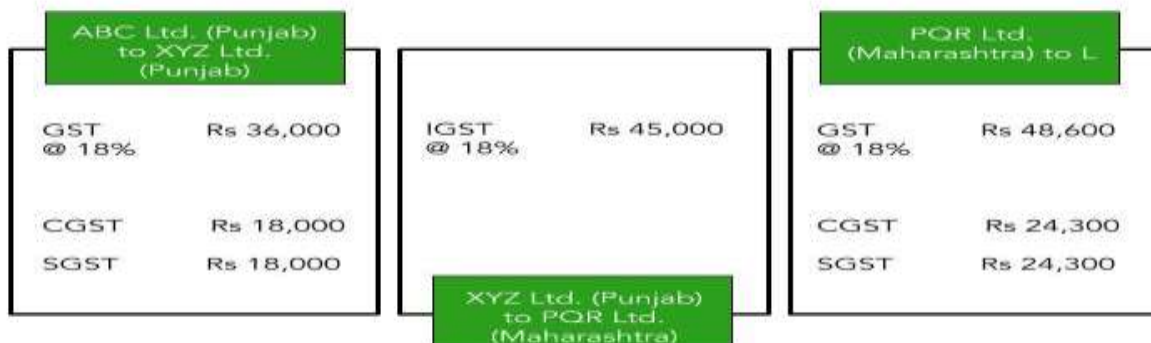 ABC Ltd. (Punjab)
to XYZ Ltd.
(Punjab)
GST Rs 36,000
@ 18%
CGST Rs 18,000
SGST Rs 18,000
IGST Rs 45,000
@ 18%
XYZ Ltd. (Punjab)
to PQR Ltd.
(Maharashtra)
PQR Ltd.
(Maharashtra) to L
GST Rs 48,600
@ 18%
CGST Rs 24,300
SGST Rs 24,300